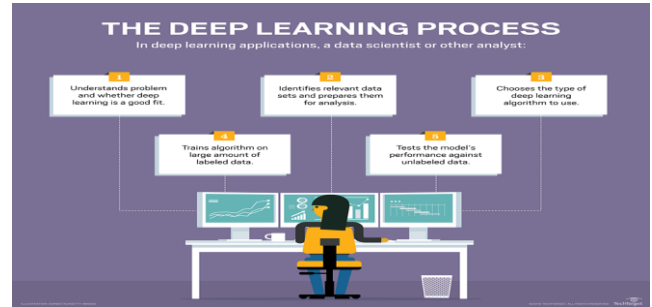 THE DEEP LEARNING PROCESS
In deep learning applications, a data scientist or other analyst:
1
Understands problem
and whether deep
learning is a good fit.
2
Identifies relevant data
sets and prepares them
for analysis.
3
Chooses the type of
deep learning
algorithm to use.
4
Trains algorithm on
large amount of
labeled data.
5
Tests the model's
performance against
unlabeled data.
TechTarget